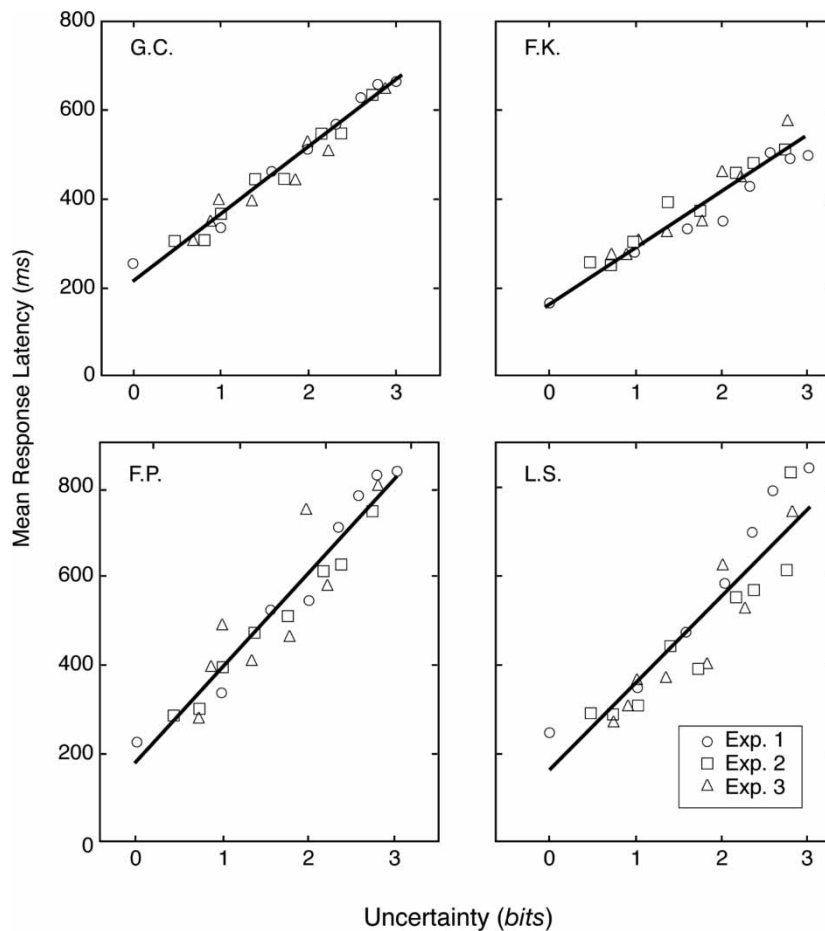 Mean Response Latency (ms)
800
600
400
200
0
G.C.
0 1 2 3
F.K.
0 1 2 3
800
600
400
200
0
F.P.
0 1 2 3
L.S.
Exp. 1
Exp. 2
Exp. 3
0 1 2 3
Uncertainty (bits)